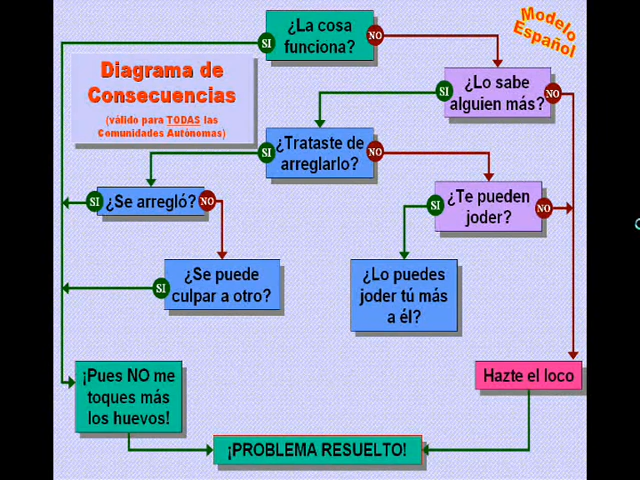 Modelo
Español
¿La cosa
funciona?
SI
NO
Diagrama de
Consecuencias
(válido para TODAS las
Comunidades Autónomas)
¿Lo sabe
alguien más?
SI
NO
¿Trataste de
arreglarlo?
SI
NO
¿Se arregló?
SI
NO
¿Te pueden
joder?
SI
NO
¿Se puede
culpar a otro?
SI
¿Lo puedes
joder tú más
a él?
¡Pues NO me
toques más
los huevos!
Hazte el loco
¡PROBLEMA RESUELTO!